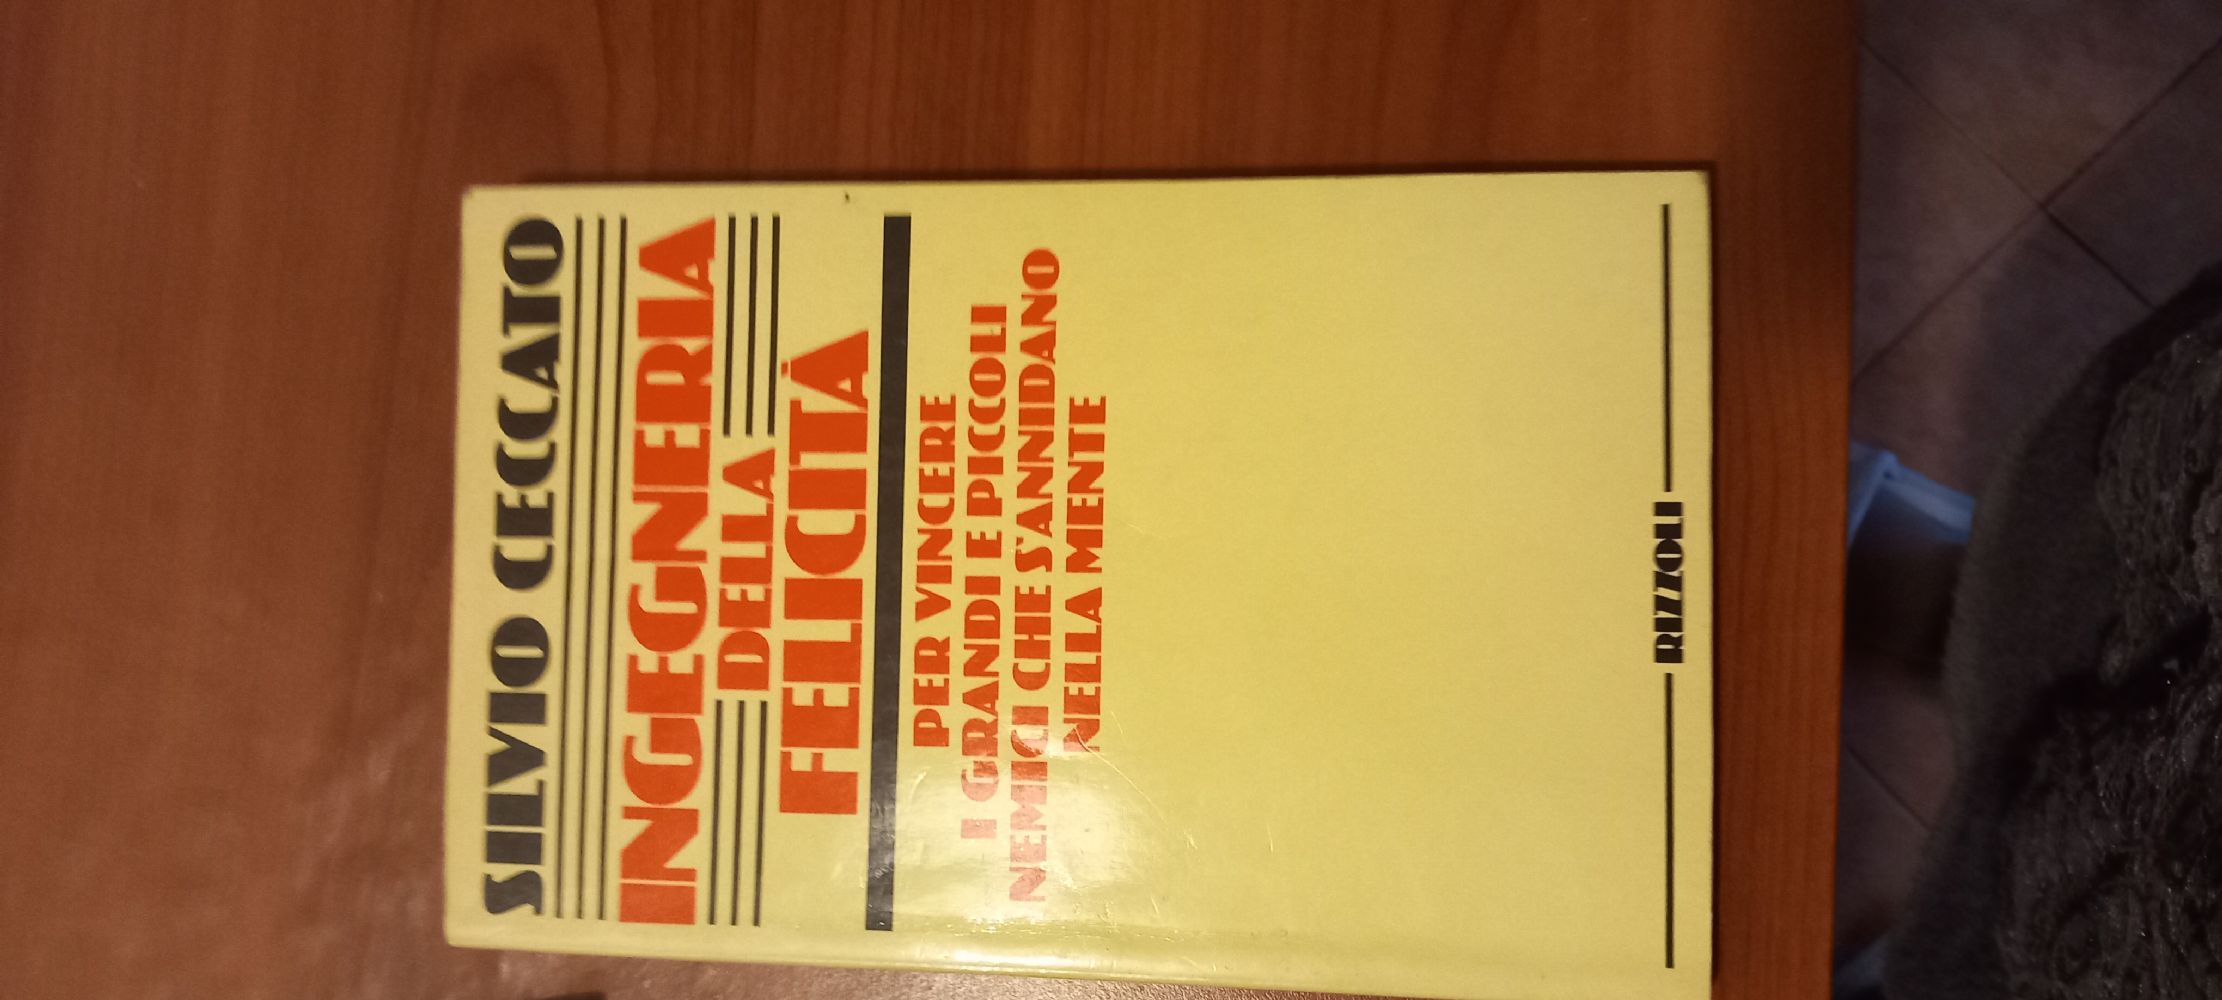 SILVIO CECCATO
INGEGNERIA
DELLA
FELICITÀ
PER VINCERE
I GRANDI E PICCOLI
NEMICI CHE S'ANNIDANO
NELLA MENTE
RIZZOLI